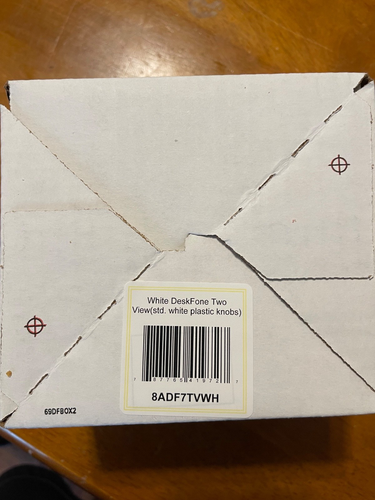 White DeskFone Two
View(std. white plastic knobs)
8ADF7TVWH
69DFBOX2